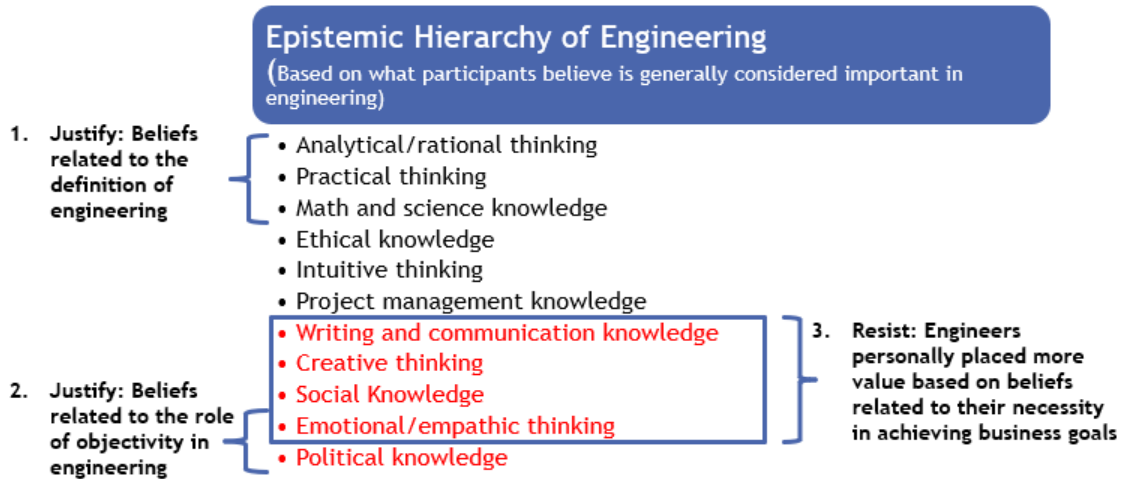 Epistemic Hierarchy of Engineering
(Based on what participants believe is generally considered important in
engineering)
1. Justify: Beliefs
related to the
definition of
engineering
• Analytical/rational thinking
• Practical thinking
• Math and science knowledge
• Ethical knowledge
• Intuitive thinking
• Project management knowledge
• Writing and communication knowledge
• Creative thinking
• Social Knowledge
• Emotional/empathic thinking
• Political knowledge
2. Justify: Beliefs
related to the role
of objectivity in
engineering
3. Resist: Engineers
personally placed more
value based on beliefs
related to their necessity
in achieving business goals